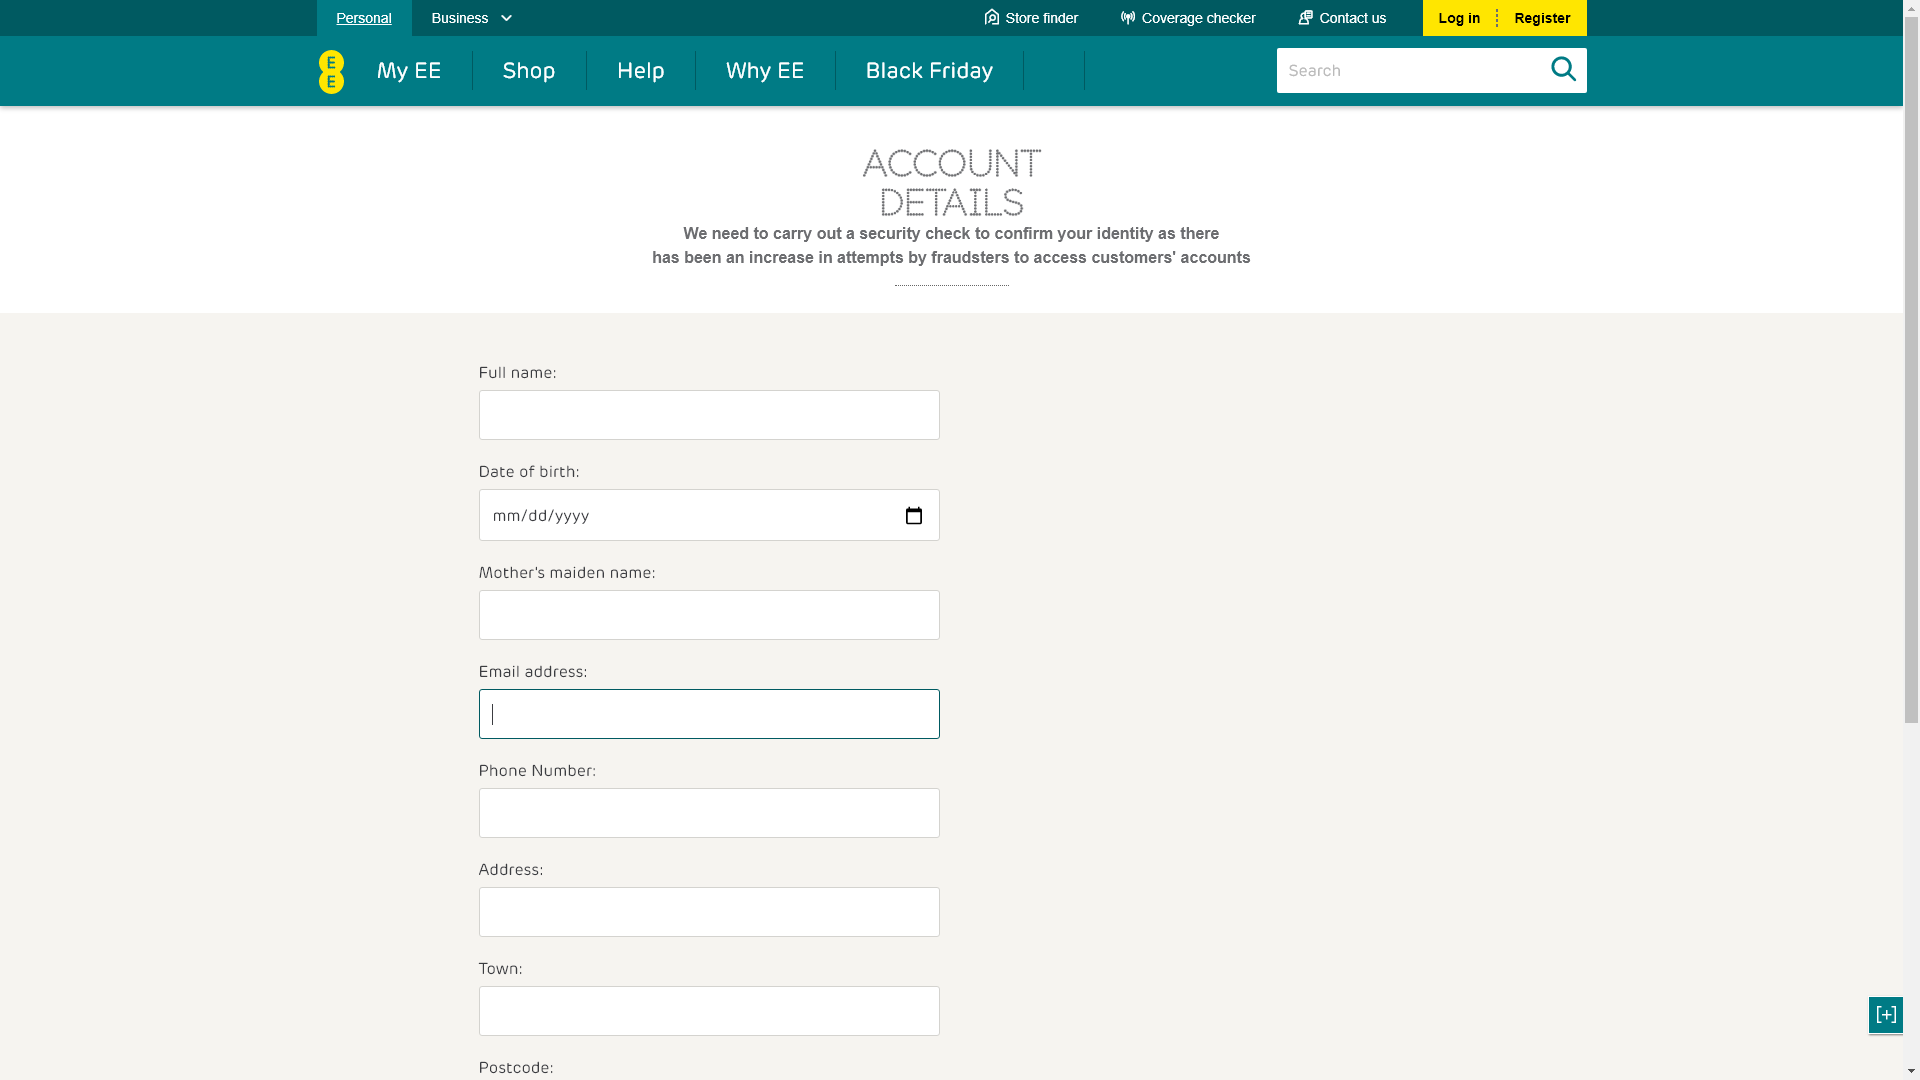 Personal
Business
Store finder
Coverage checker
Contact us
Log in
Register
EE
My EE
Shop
Help
Why EE
Black Friday
Search
ACCOUNT
DETAILS
We need to carry out a security check to confirm your identity as there
has been an increase in attempts by fraudsters to access customers' accounts
Full name:
Date of birth:
mm/dd/yyyy
Mother's maiden name:
Email address:
Phone Number:
Address:
Town:
[+]
Postcode: